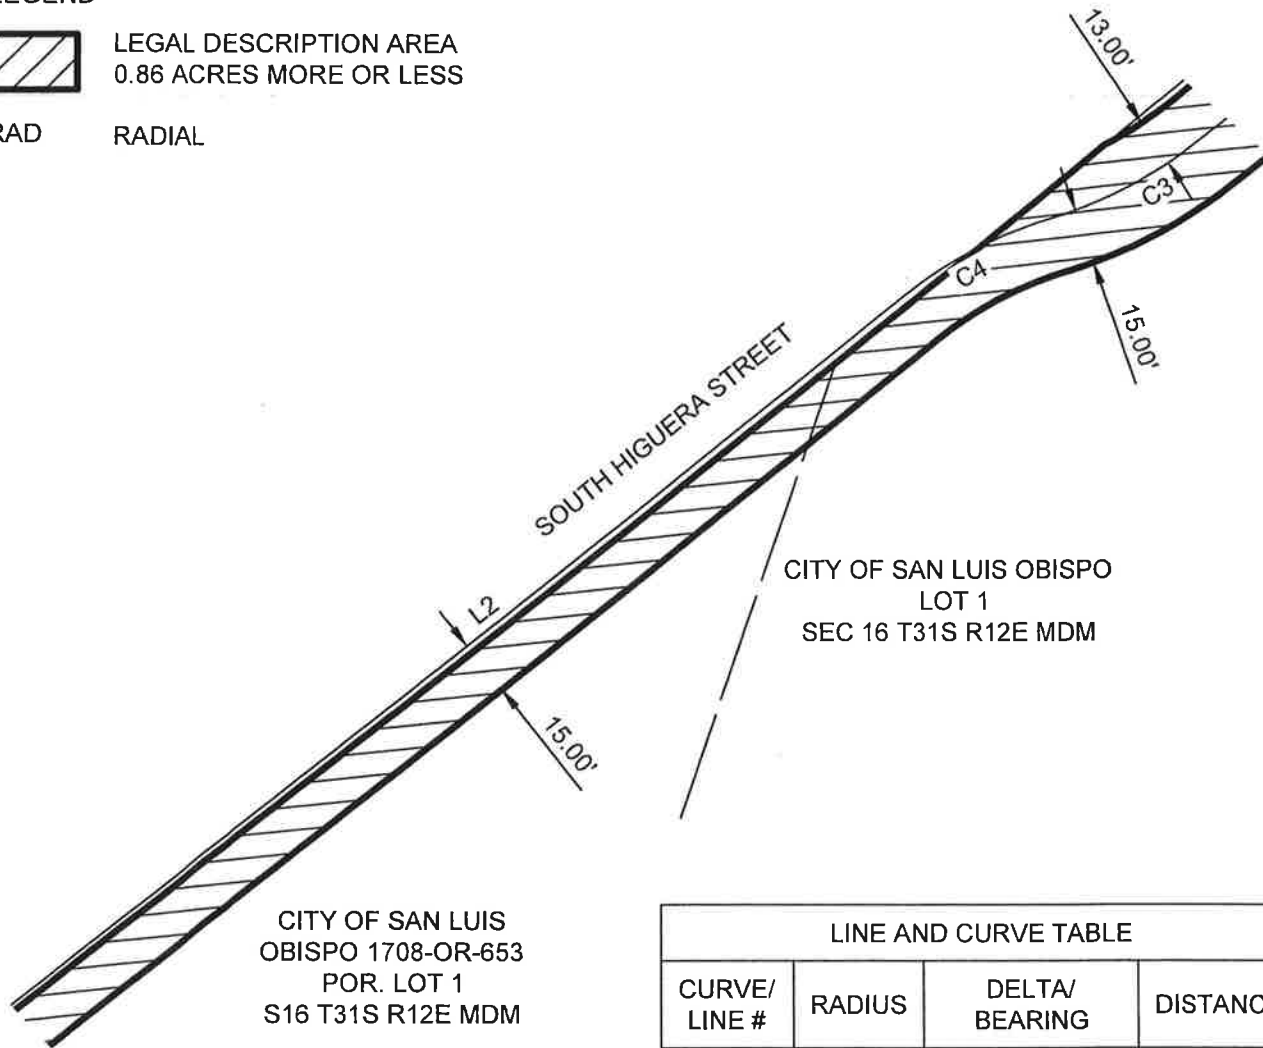 LEGAL DESCRIPTION AREA
0.86 ACRES MORE OR LESS
RADIAL
13.00'
C3
C4
15.00'
SOUTH HIGUERA STREET
CITY OF SAN LUIS OBISPO
LOT 1
SEC 16 T31S R12E MDM
L2
15.00'
CITY OF SAN LUIS
OBISPO 1708-OR-653
POR. LOT 1
S16 T31S R12E MDM
LINE AND CURVE TABLE
CURVE/
LINE #
RADIUS
DELTA/
BEARING